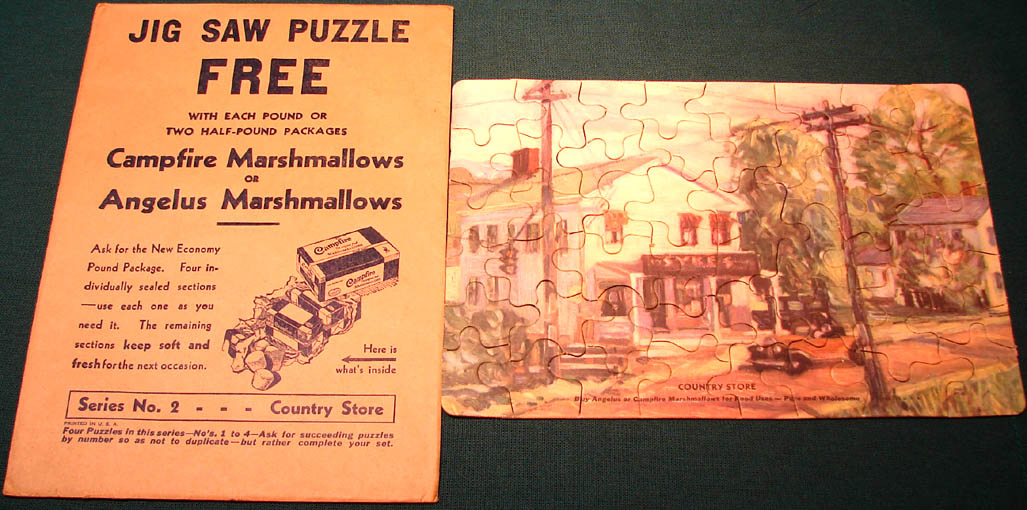 JIG SAW PUZZLE
FREE
WITH EACH POUND OR
TWO HALF-POUND PACKAGES
Campfire Marshmallows
OR
Angelus Marshmallows
Ask for the New Economy
Pound Package. Four in-
dividually sealed sections
—use each one as you
need it. The remaining
sections keep soft and
fresh for the next occasion.
Campfire
Campfire
Here is
what's inside
Series No. 2 - - - Country Store
PRINTED IN U. S. A.
Four Puzzles in this series—No's. 1 to 4—Ask for succeeding puzzles
by number so as not to duplicate—but rather complete your set.
COUNTRY STORE
Buy Angelus or Campfire Marshmallows for Food Uses — Pure and Wholesome